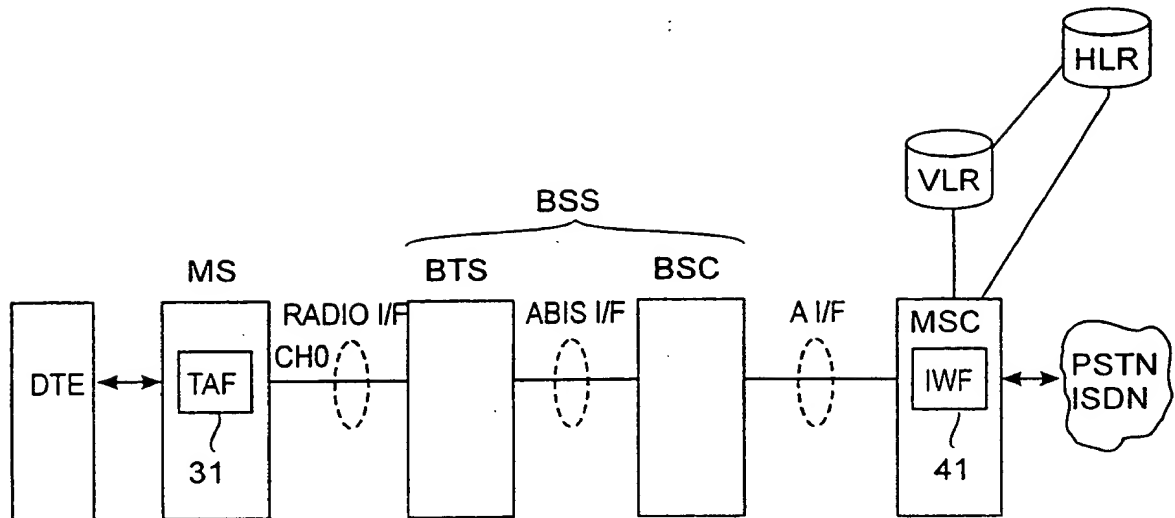 HLR
VLR
BSS
MS
BTS
BSC
RADIO I/F
CH0
ABIS I/F
A I/F
MSC
DTE
TAF
IWF
PSTN
ISDN
31
41